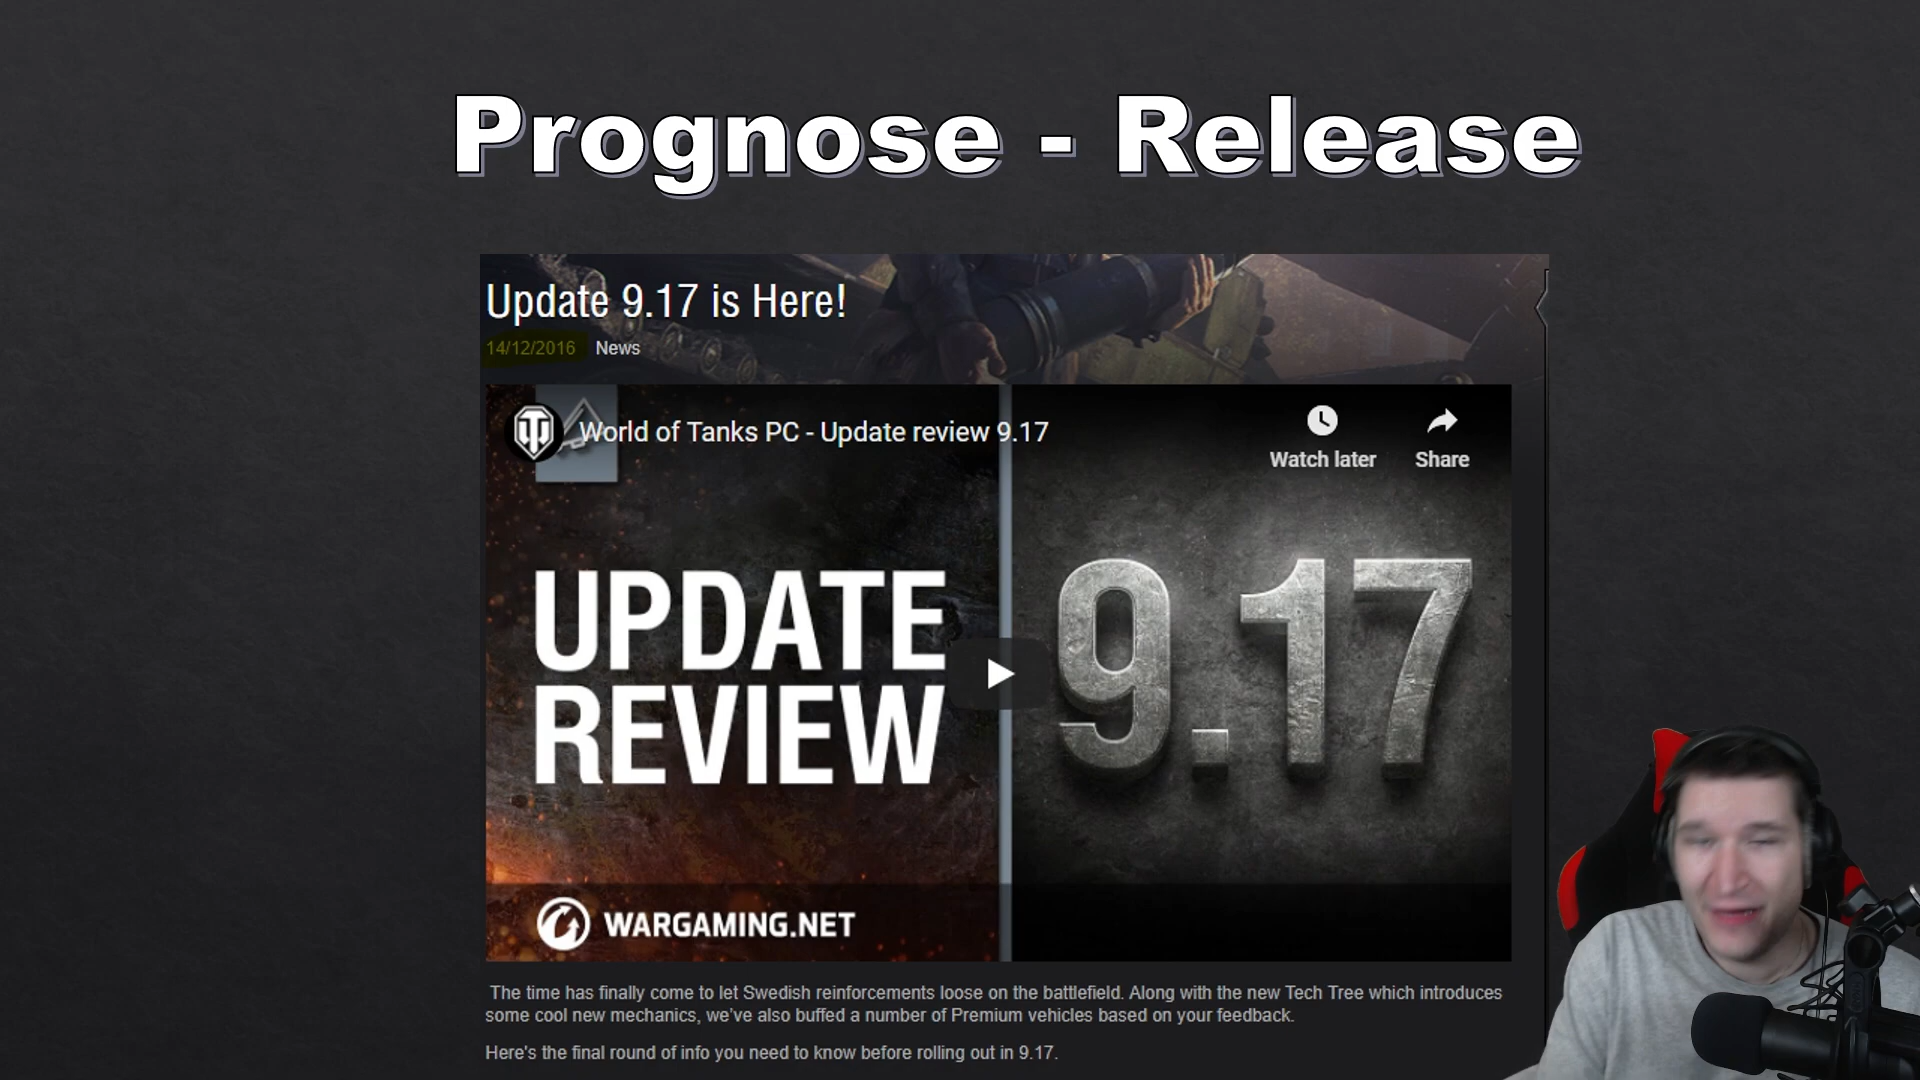 Prognose - Release
Update 9.17 is Here!
14/12/2016 News
World of Tanks PC - Update review 9.17
Watch later
Share
UPDATE
REVIEW
9.17
WARGAMING.NET
The time has finally come to let Swedish reinforcements loose on the battlefield. Along with the new Tech Tree which introduces
some cool new mechanics, we've also buffed a number of Premium vehicles based on your feedback.
Here's the final round of info you need to know before rolling out in 9.17.